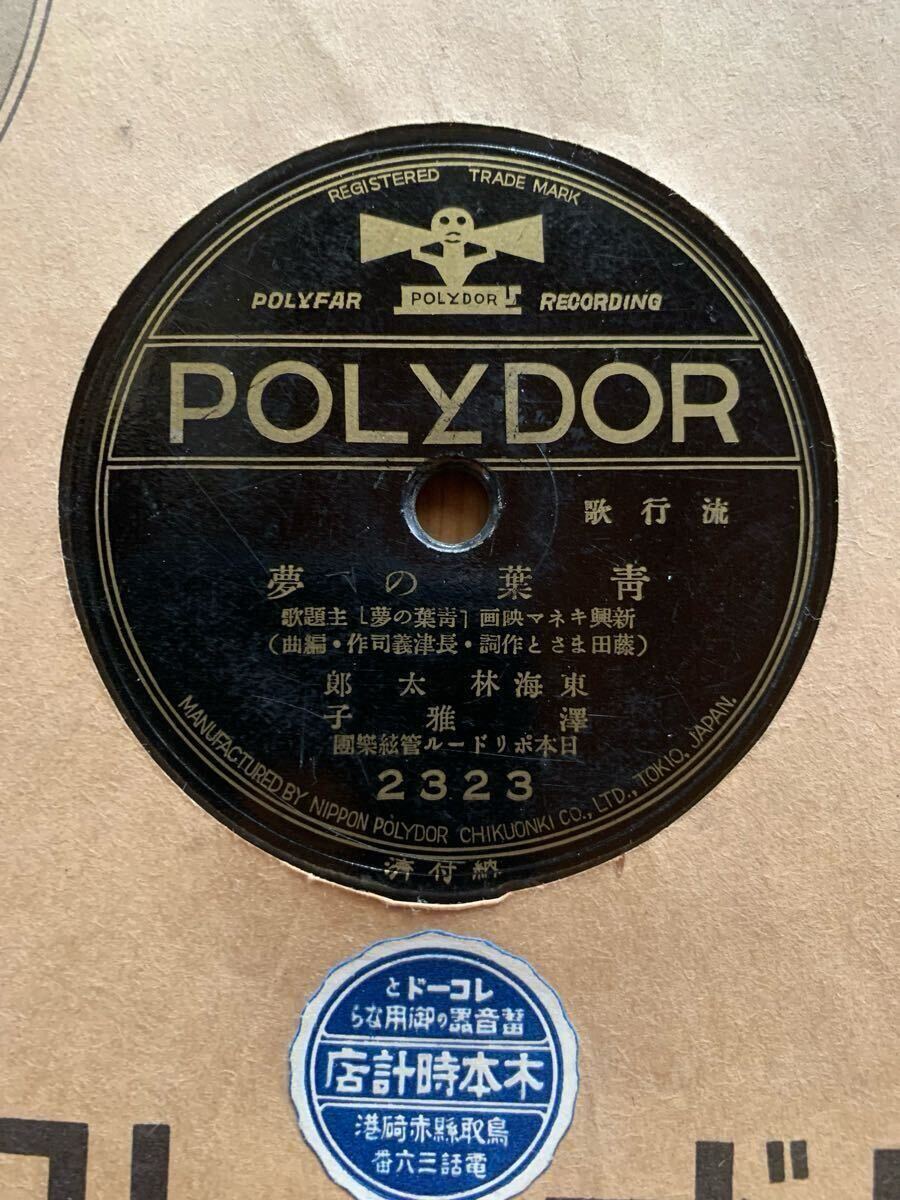 REGISTERED TRADE MARK
POLYFAR POLYDOR RECORDING
POLYDOR
流行歌
靑葉の夢
新興キネマ映画「靑葉の夢」主題歌
(藤田まさと作詞・長津義司作・編曲)
東海林太郎
澤雅子
日本ポリドール管絃樂團
2323
MANUFACTURED BY NIPPON POLYDOR CHIKUONKI CO., LTD., TOKIO, JAPAN.
納付濟
レコードと
蓄音器の御用なら
木本時計店
鳥取縣赤碕港
電話三六番